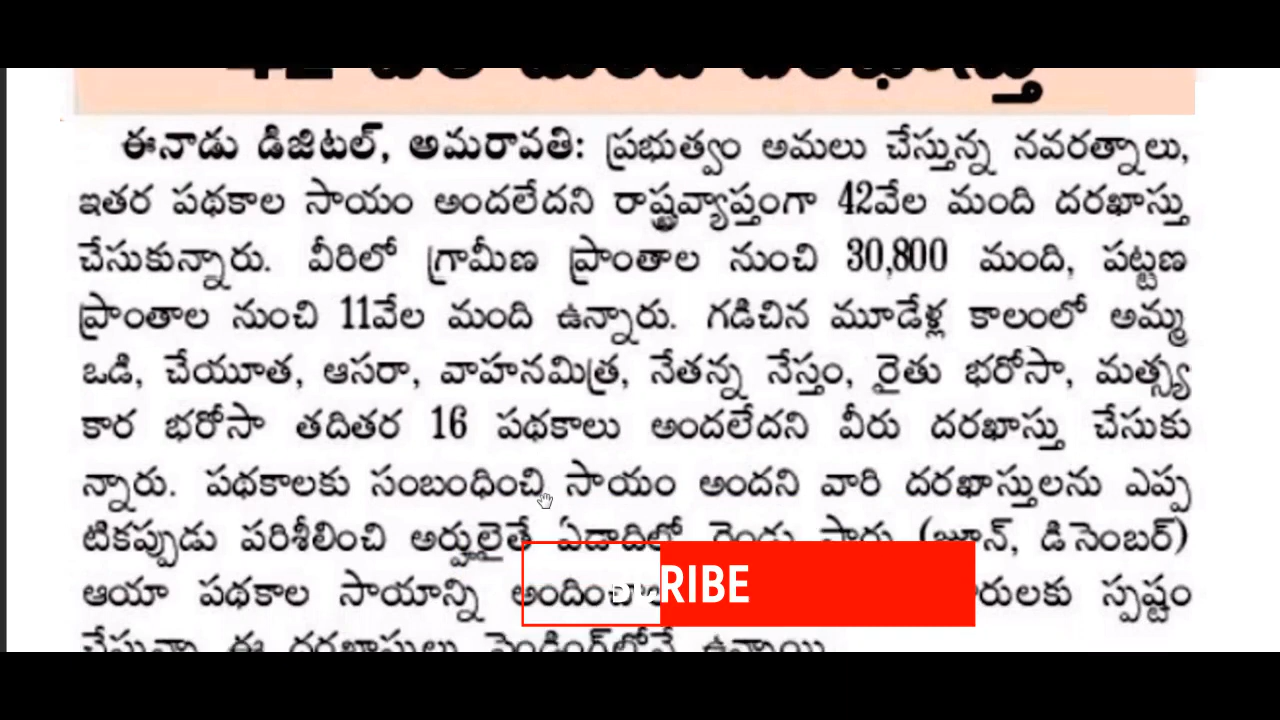 ఈనాడు డిజిటల్, అమరావతి: ప్రభుత్వం అమలు చేస్తున్న నవరత్నాలు,
ఇతర పథకాల సాయం అందలేదని రాష్ట్రవ్యాప్తంగా 42వేల మంది దరఖాస్తు
చేసుకున్నారు. వీరిలో గ్రామీణ ప్రాంతాల నుంచి 30,800 మంది, పట్టణ
ప్రాంతాల నుంచి 11వేల మంది ఉన్నారు. గడిచిన మూడేళ్ల కాలంలో అమ్మ
ఒడి, చేయూత, ఆసరా, వాహనమిత్ర, నేతన్న నేస్తం, రైతు భరోసా, మత్స్య
కార భరోసా తదితర 16 పథకాలు అందలేదని వీరు దరఖాస్తు చేసుకు
న్నారు. పథకాలకు సంబంధించి సాయం అందని వారి దరఖాస్తులను ఎప్ప
టికప్పుడు పరిశీలించి అర్హులైతే ఏడాదిలో రెండు సార్లు (జూన్, డిసెంబర్)
ఆయా పథకాల సాయాన్ని RIBE రులకు స్పష్టం